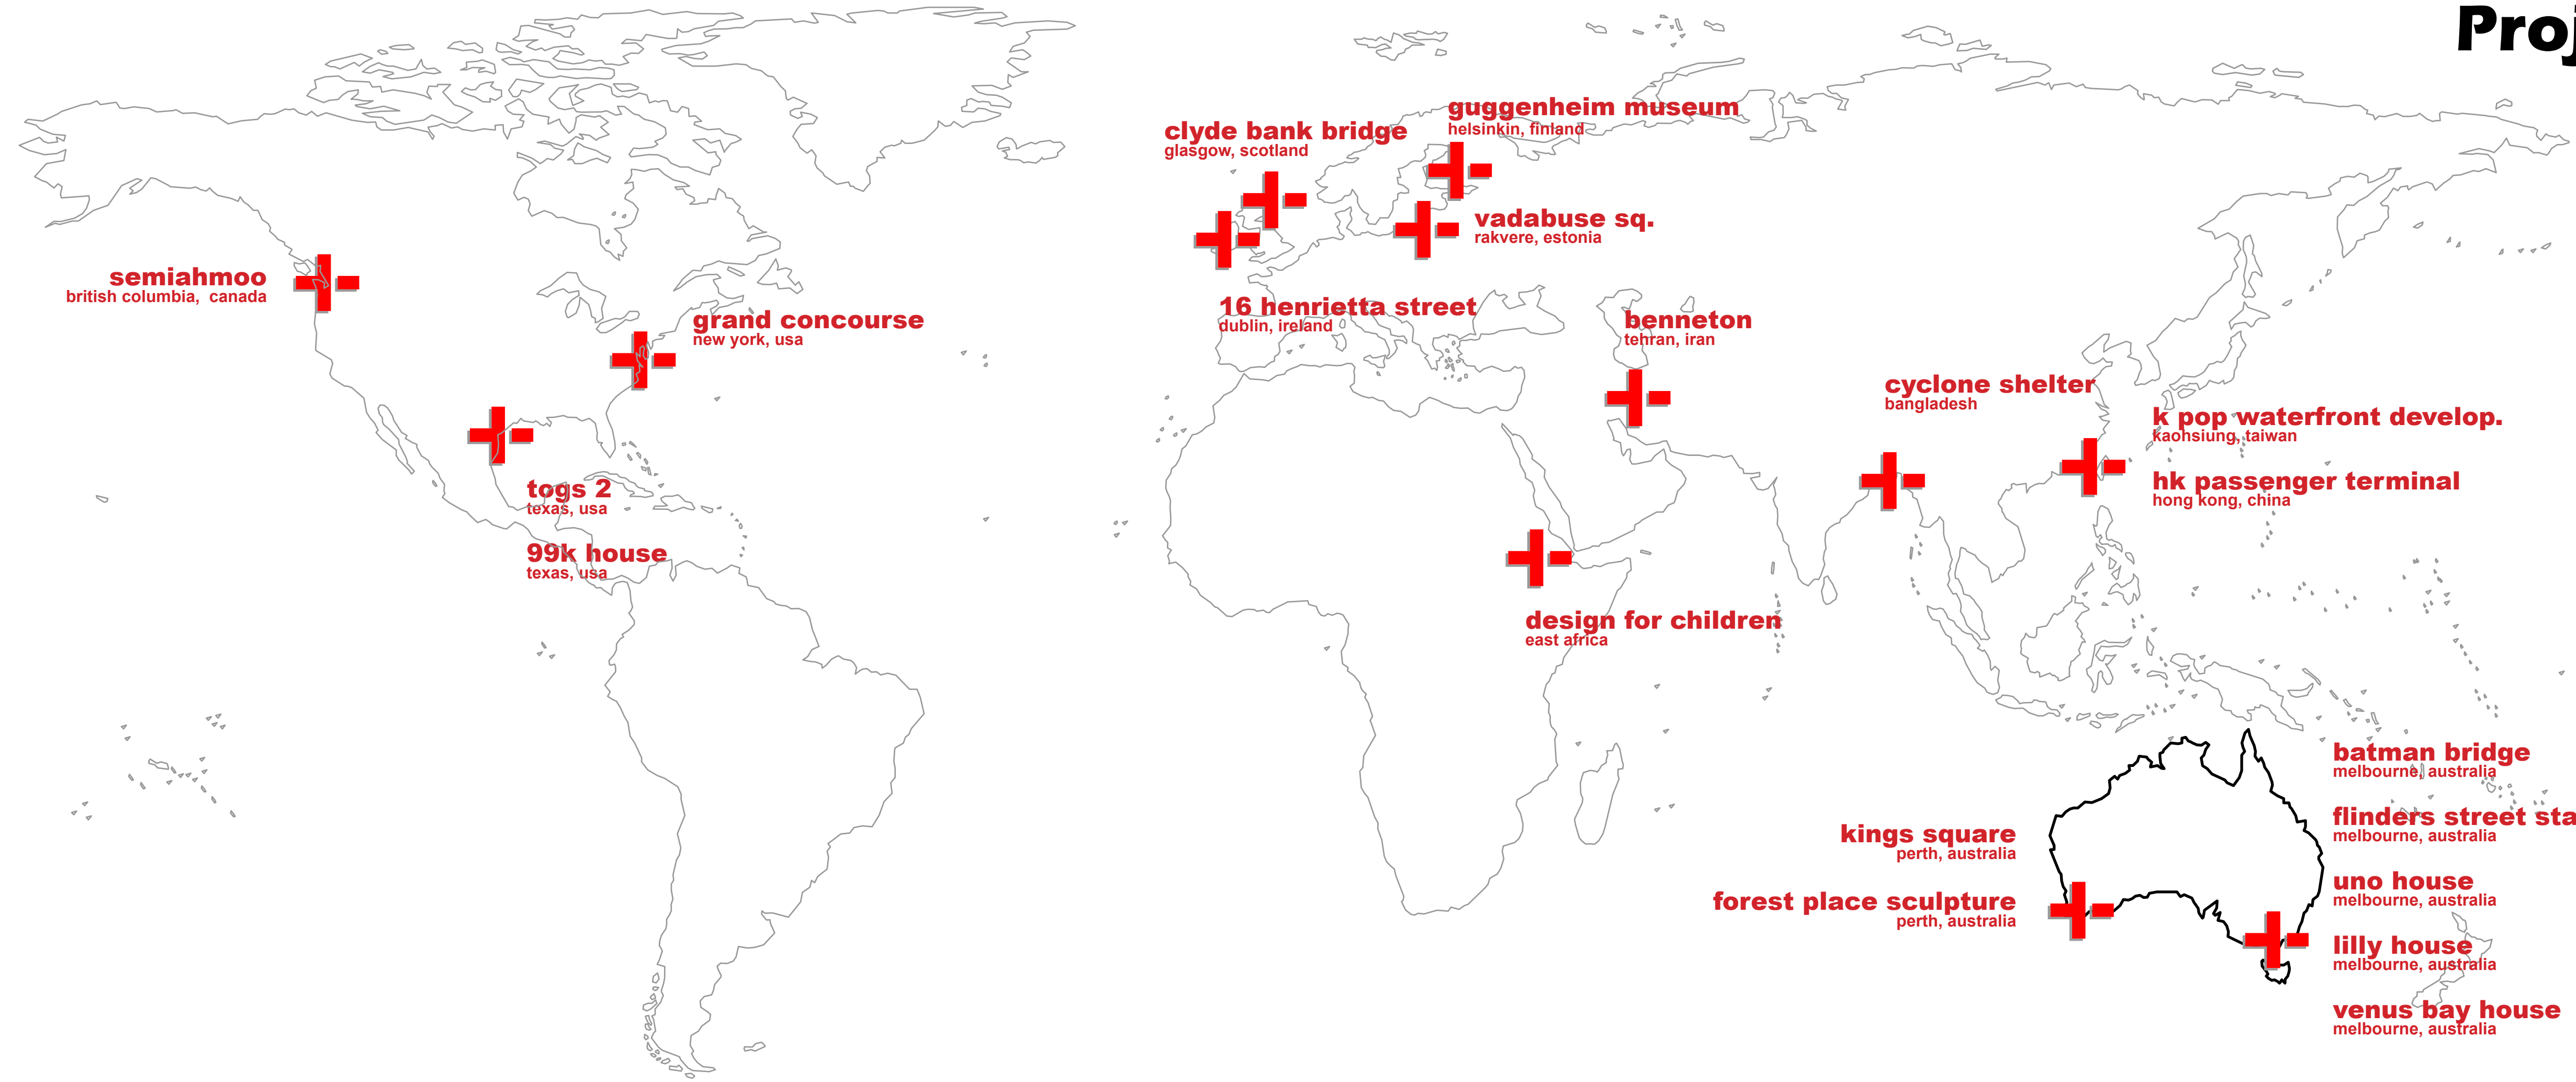 Proj
guggenheim museum
helsinkin, finland
clyde bank bridge
glasgow, scotland
vadabuse sq.
rakvere, estonia
semiahmoo
british columbia,  canada
16 henrietta street
dublin, ireland
grand concourse
new york, usa
benneton
tehran, iran
cyclone shelter
bangladesh
k pop waterfront develop.
kaohsiung, taiwan
hk passenger terminal
hong kong, china
togs 2
texas, usa
99k house
texas, usa
design for children
east africa
batman bridge
melbourne, australia
flinders street sta
melbourne, australia
kings square
perth, australia
uno house
melbourne, australia
forest place sculpture
perth, australia
lilly house
melbourne, australia
venus bay house
melbourne, australia